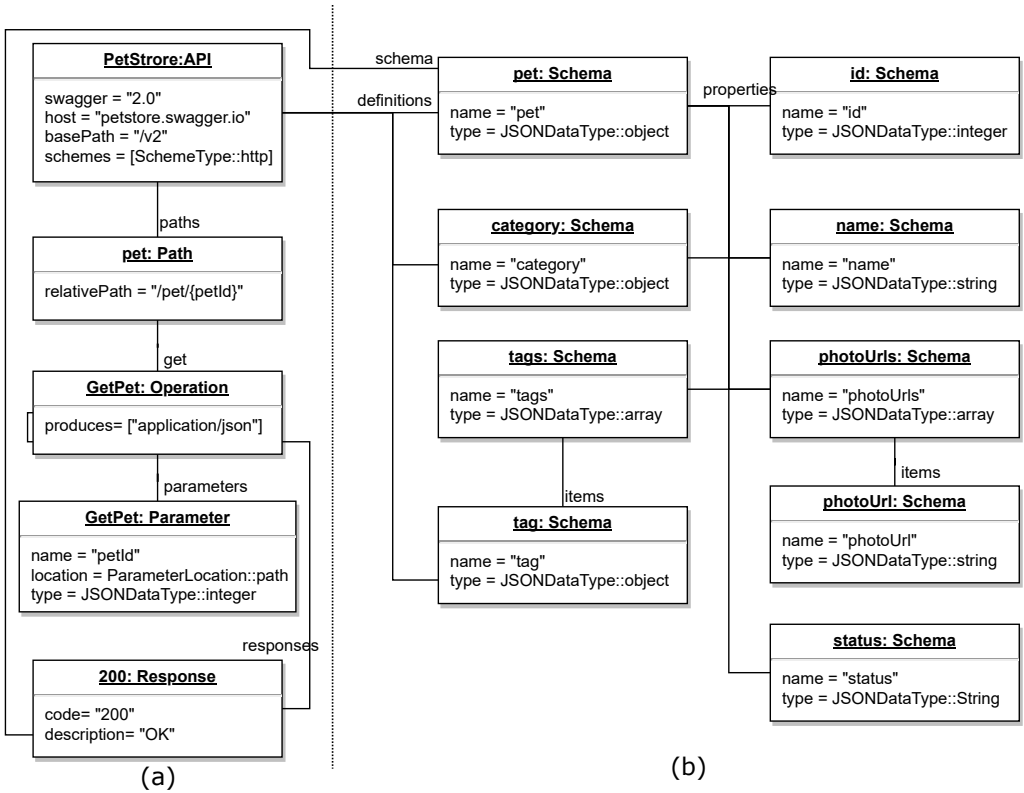 PetStrore:API
swagger = "2.0"
host = "petstore.swagger.io"
basePath = "/v2"
schemes = [SchemeType::http]
paths
pet: Path
relativePath = "/pet/{petId}"
get
GetPet: Operation
produces= ["application/json"]
parameters
GetPet: Parameter
name = "petId"
location = ParameterLocation::path
type = JSONDataType::integer
responses
200: Response
code= "200"
description= "OK"
(a)
schema
definitions
pet: Schema
name = "pet"
type = JSONDataType::object
properties
id: Schema
name = "id"
type = JSONDataType::integer
category: Schema
name = "category"
type = JSONDataType::object
name: Schema
name = "name"
type = JSONDataType::string
tags: Schema
name = "tags"
type = JSONDataType::array
photoUrls: Schema
name = "photoUrls"
type = JSONDataType::array
items
items
tag: Schema
name = "tag"
type = JSONDataType::object
photoUrl: Schema
name = "photoUrl"
type = JSONDataType::string
status: Schema
name = "status"
type = JSONDataType::String
(b)